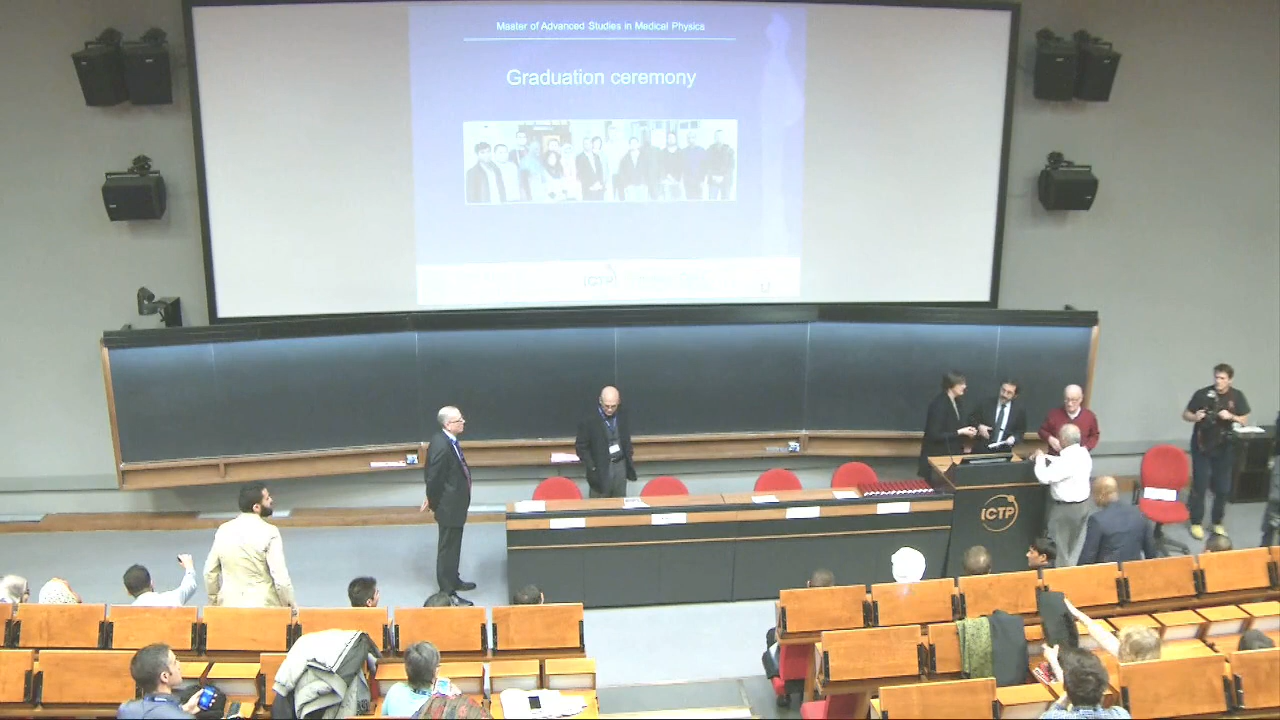 Master of Advanced Studies in Medical Physics
Graduation ceremony
ICTP
ICTP